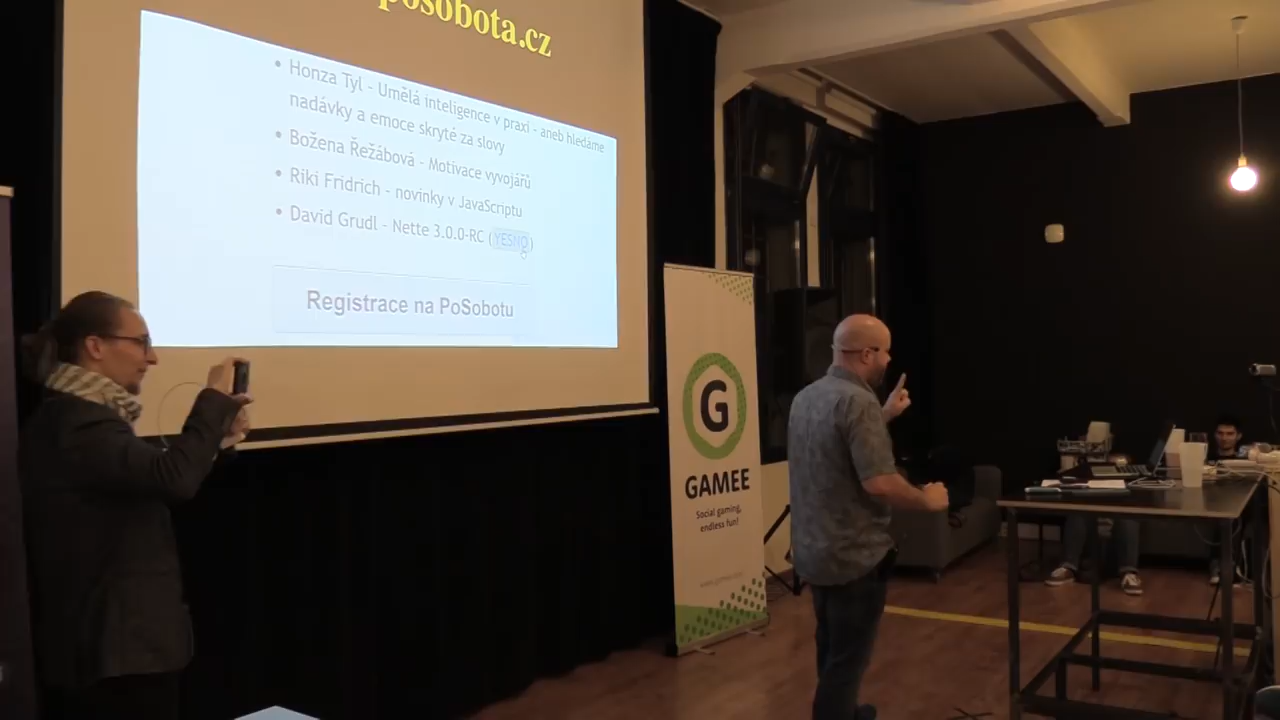 posobota.cz
• Honza Tyl - Umělá inteligence v praxi - aneb hledáme
nadávky a emoce skryté za slovy
• Božena Řežábová - Motivace vyvojářů
• Riki Fridrich - novinky v JavaScriptu
• David Grudl - Nette 3.0.0-RC (YESNO)
Registrace na PoSobotu
G
GAMEE
Social gaming,
endless fun!